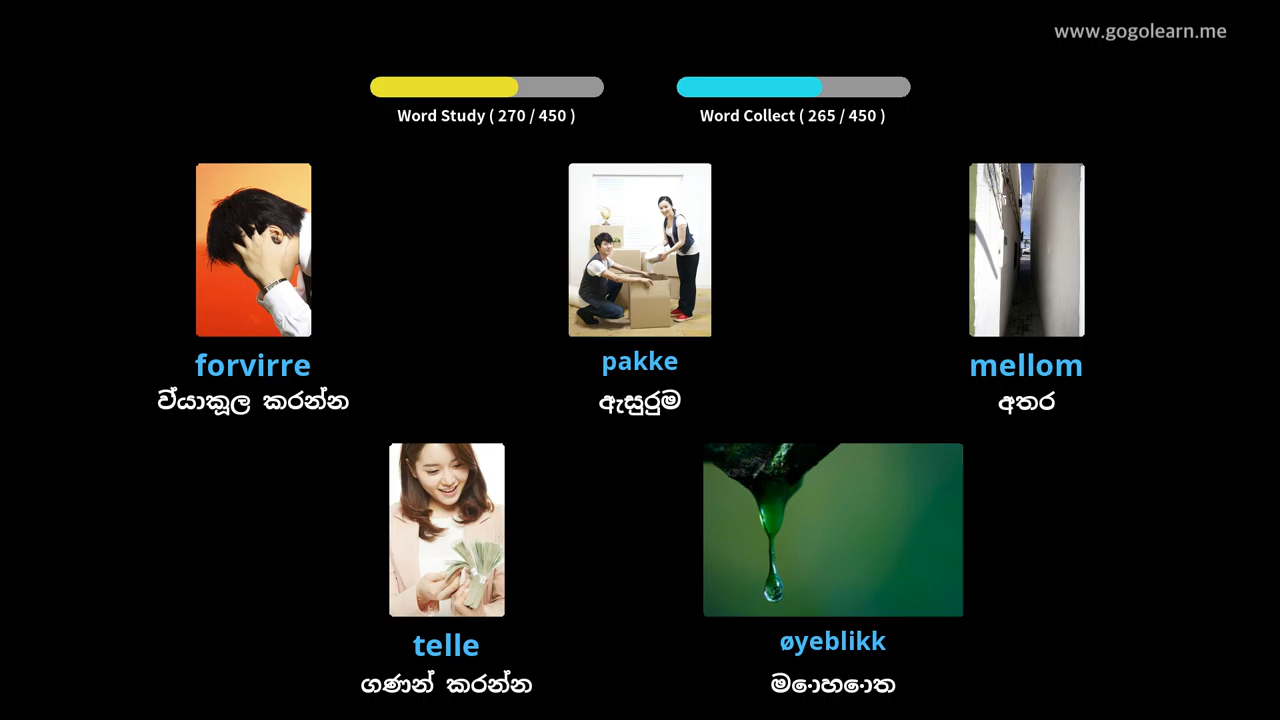 www.gogolearn.me
Word Study ( 270 / 450 )
Word Collect ( 265 / 450 )
forvirre
ව්යාකූල කරන්න
pakke
ඇසුරුම
mellom
අතර
telle
ගණන් කරන්න
øyeblikk
මොහොත